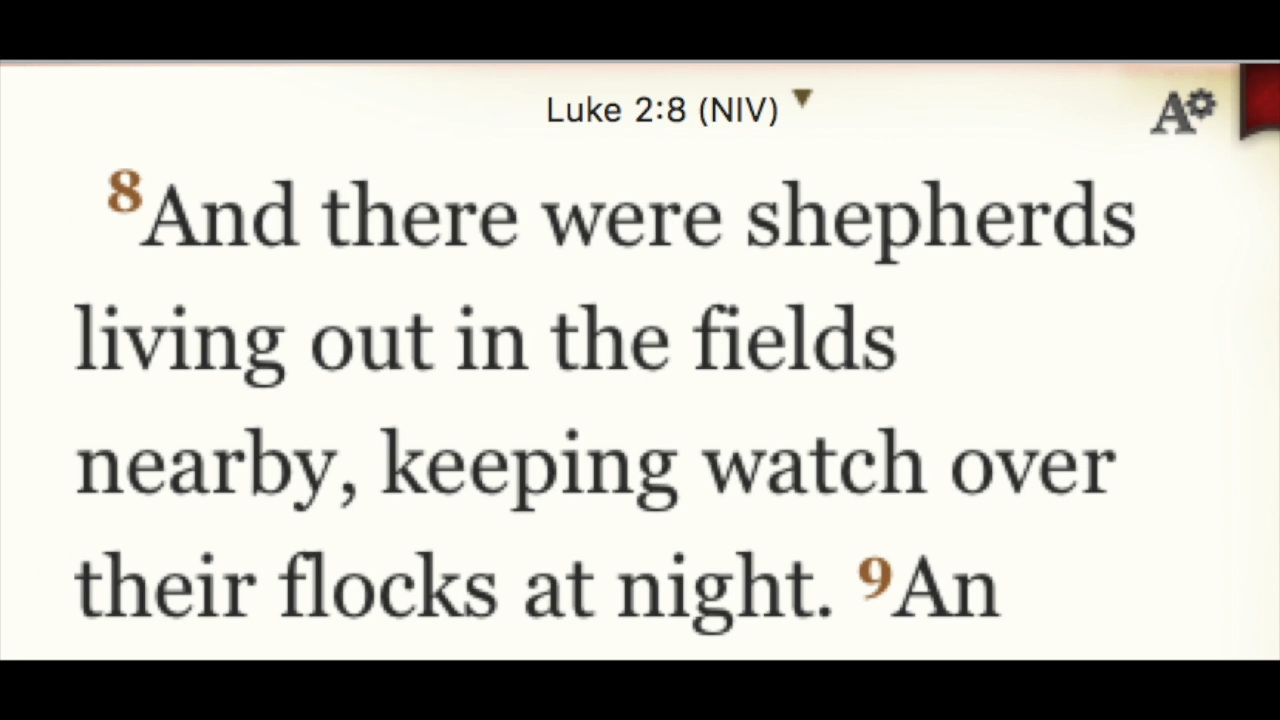 Luke 2:8 (NIV)
8And there were shepherds
living out in the fields
nearby, keeping watch over
their flocks at night. 9An